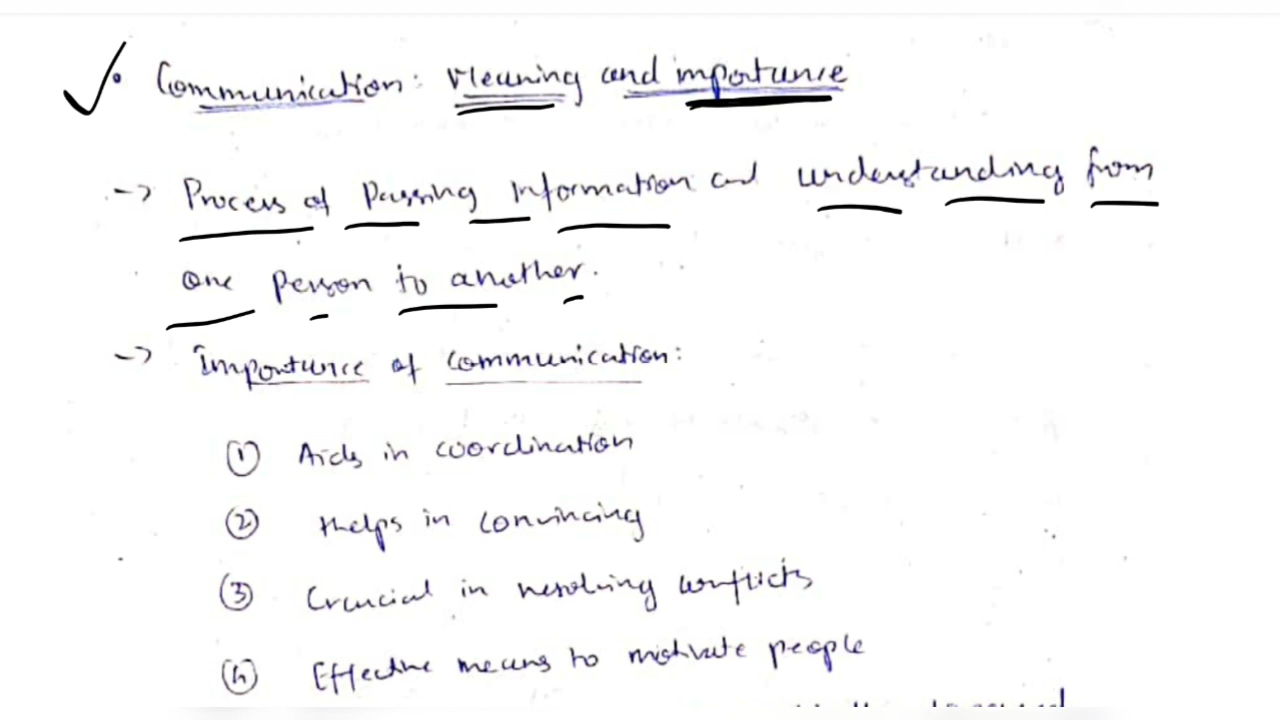 Communication: Meaning and importance
-> Process of Passing Information and understanding from
one person to another.
-> Importance of communication:
① Aids in coordination
② Helps in convincing
③ Crucial in resolving conflicts
④ Effective means to motivate people